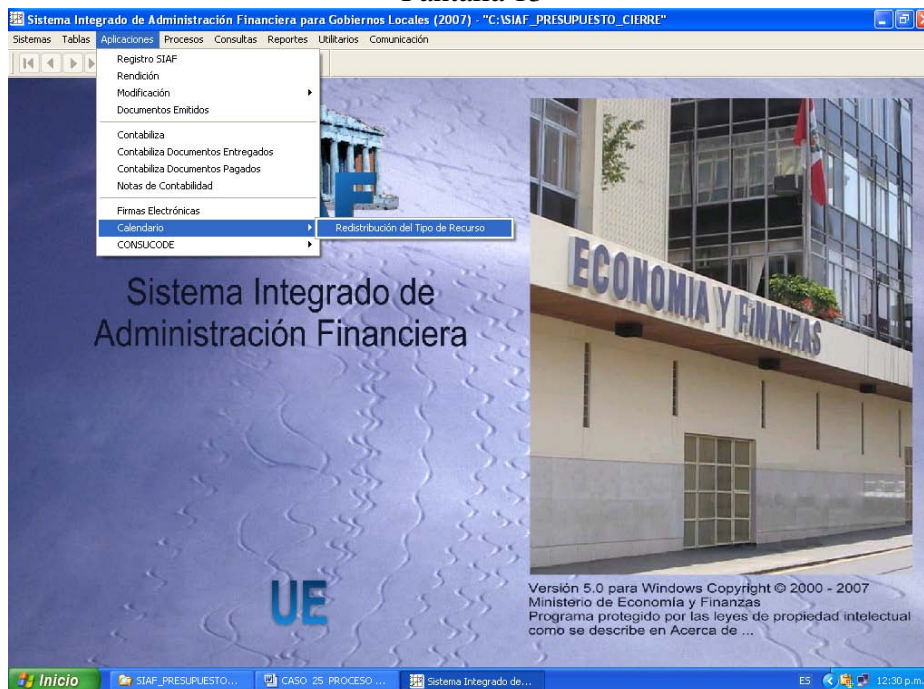 Pantalla 13
Sistema Integrado de Administración Financiera para Gobiernos Locales (2007) - "C:\SIAF_PRESUPUESTO_CIERRE"
Sistemas Tablas Aplicaciones Procesos Consultas Reportes Utilitarios Comunicación
Registro SIAF
Rendición
Modificación
Documentos Emitidos
Contabiliza
Contabiliza Documentos Entregados
Contabiliza Documentos Pagados
Notas de Contabilidad
Firmas Electrónicas
Calendario
Redistribución del Tipo de Recurso
CONSUCODE
Sistema Integrado de
Administración Financiera
ECONOMIA Y FINANZAS
UE
Versión 5.0 para Windows Copyright © 2000 - 2007
Ministerio de Economía y Finanzas
Programa protegido por las leyes de propiedad intelectual
como se describe en Acerca de ...
Inicio SIAF_PRESUPUESTO... CASO 25 PROCESO ... Sistema Integrado de... ES 12:30 p.m.